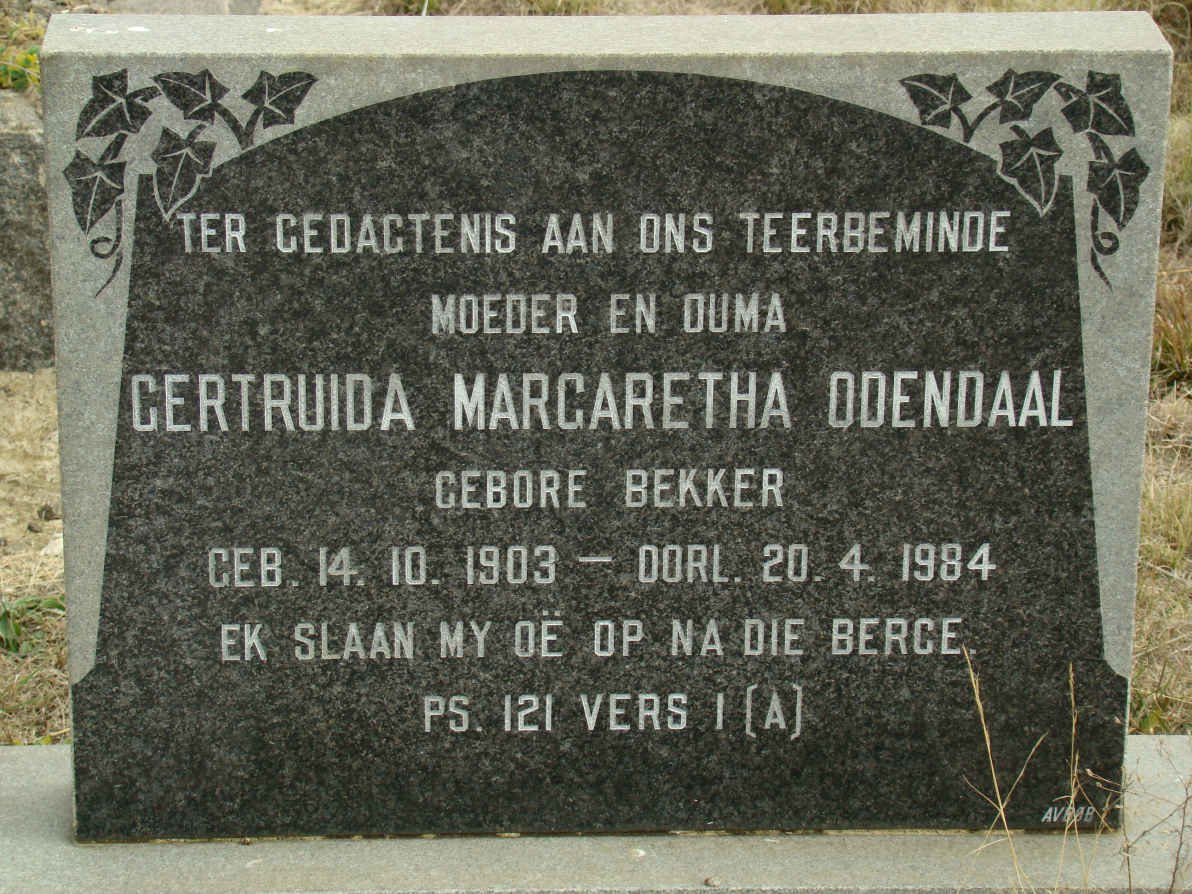 TER GEDAGTENIS AAN ONS TEERBEMINDE
MOEDER EN OUMA
GERTRUIDA MARGARETHA ODENDAAL
GEBORE BEKKER
GEB. 14. 10. 1903 — OORL. 20. 4. 1984
EK SLAAN MY OË OP NA DIE BERGE.
PS. 121 VERS 1 (A)